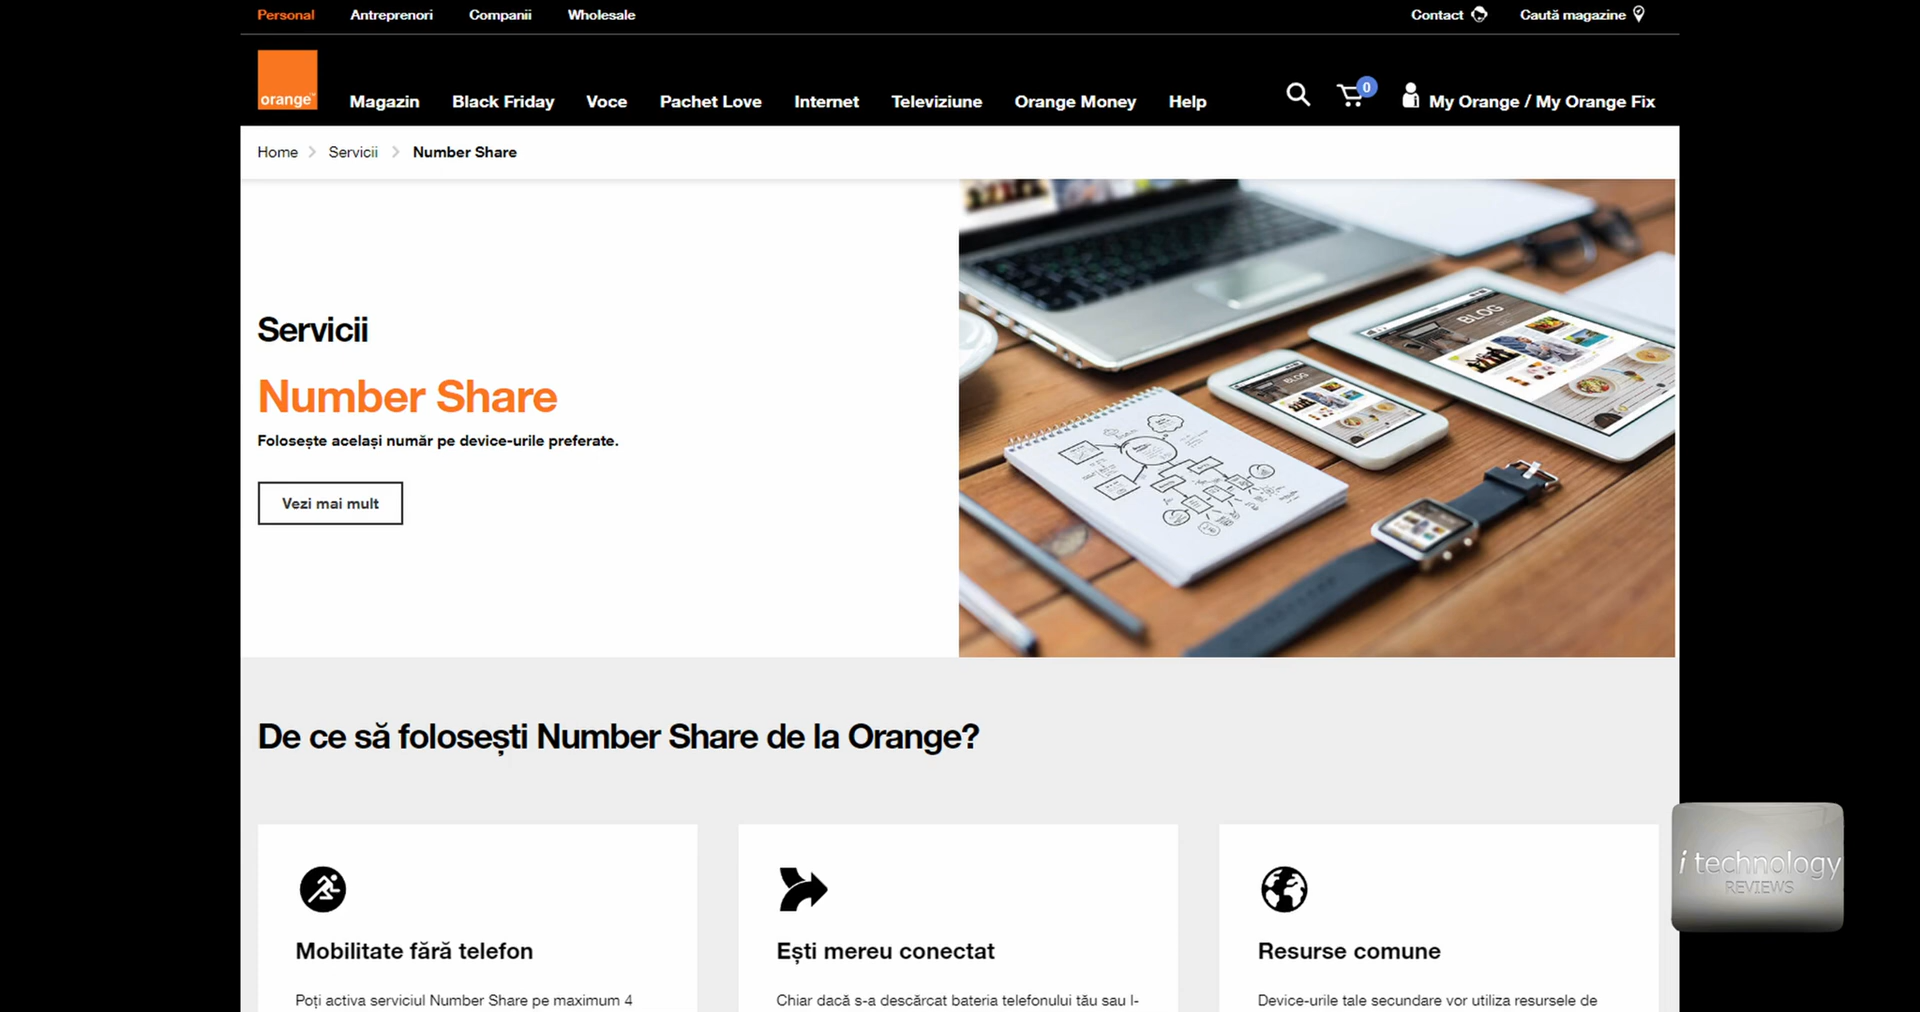 Personal Antreprenori Companii Wholesale Contact Caută magazine
orange™
Magazin Black Friday Voce Pachet Love Internet Televiziune Orange Money Help 0 My Orange / My Orange Fix
Home Servicii Number Share
Servicii
Number Share
Folosește același număr pe device-urile preferate.
Vezi mai mult
BLOG
BLOG
De ce să folosești Number Share de la Orange?
Mobilitate fără telefon
Poți activa serviciul Number Share pe maximum 4
Ești mereu conectat
Chiar dacă s-a descărcat bateria telefonului tău sau l-
Resurse comune
Device-urile tale secundare vor utiliza resursele de
i technology
REVIEWS